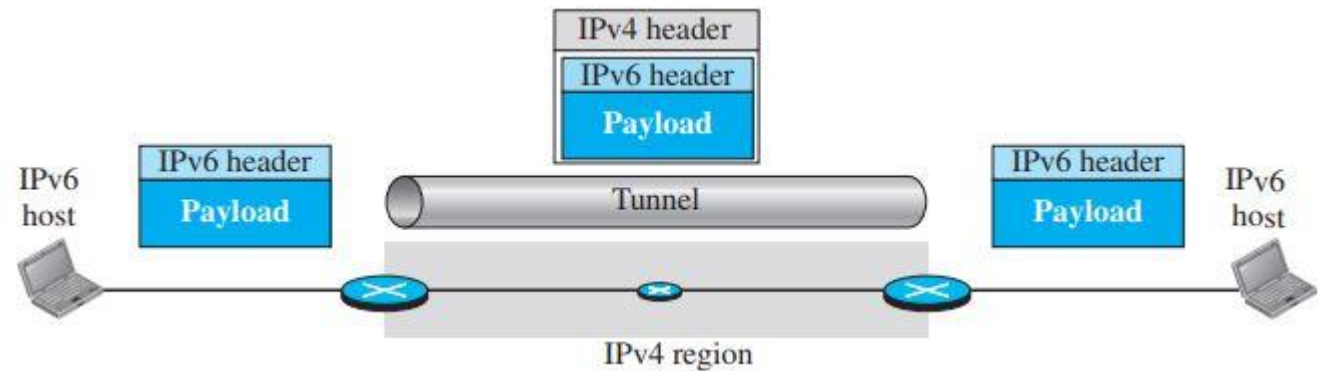 IPv4 header
IPv6 header
Payload
IPv6 header
Payload
IPv6
host
Tunnel
IPv6 header
Payload
IPv6
host
IPv4 region